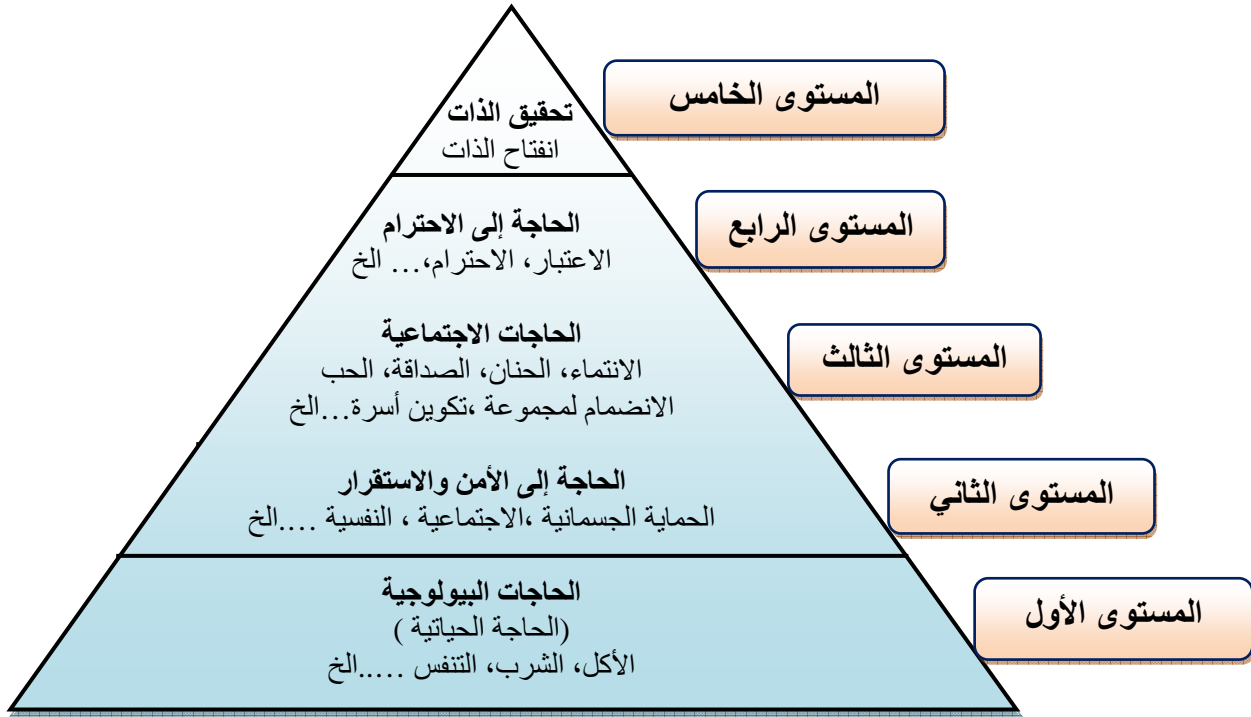 المستوى الخامس
تحقيق الذات
انفتاح الذات
المستوى الرابع
الحاجة إلى الاحترام
الاعتبار، الاحترام،... الخ
المستوى الثالث
الحاجات الاجتماعية
الانتماء، الحنان، الصداقة، الحب
الانضمام لمجموعة ،تكوين أسرة...الخ
المستوى الثاني
الحاجة إلى الأمن والاستقرار
الحماية الجسمانية ،الاجتماعية ، النفسية ....الخ
المستوى الأول
الحاجات البيولوجية
(الحاجة الحياتية )
الأكل، الشرب، التنفس .....الخ